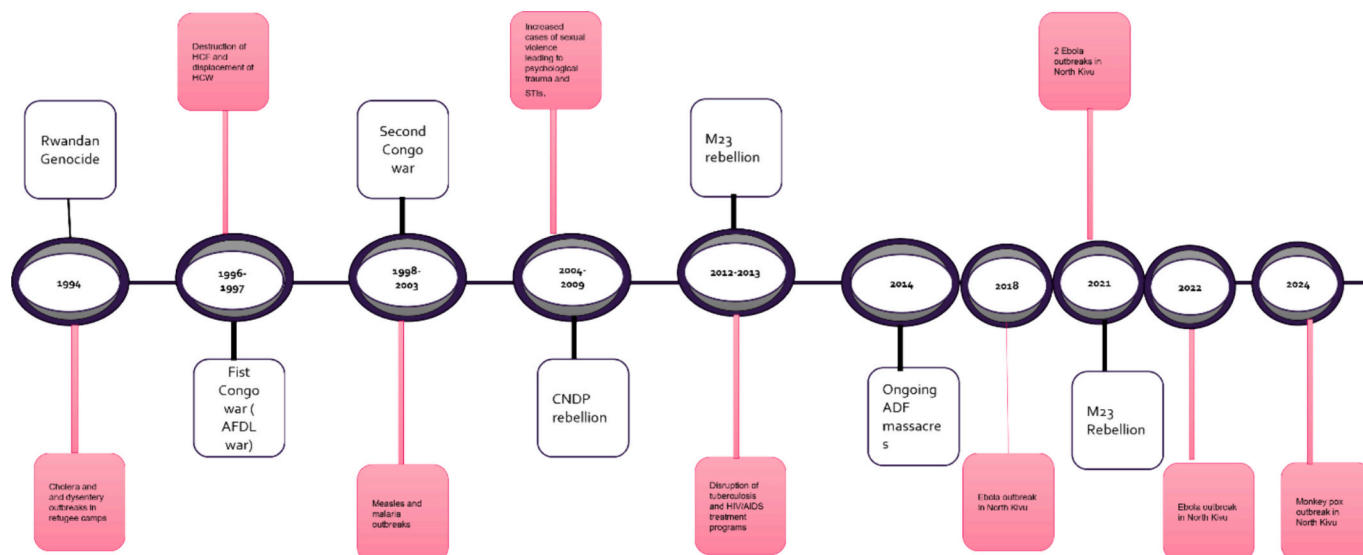 Rwandan
Genocide
1994
Cholera and
and dysentery
outbreaks in
refugee camps
Destruction of
HCF and
displacement of
HCW
1996-
1997
Fist
Congo
war (
AFDL
war)
Second
Congo
war
1998-
2003
Measles and
malaria
outbreaks
Increased
cases of sexual
violence
leading to
psychological
trauma and
STIs.
2004-
2009
CNDP
rebellion
M23
rebellion
2012-2013
Disruption of
tuberculosis
and HIV/AIDS
treatment
programs
2014
Ongoing
ADF
massacre
s
2018
Ebola outbreak
in North Kivu
2 Ebola
outbreaks in
North Kivu
2021
M23
Rebellion
2022
Ebola outbreak
in North Kivu
2024
Monkey pox
outbreak in
North Kivu